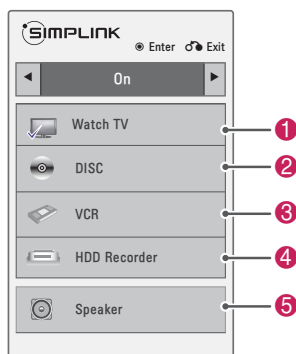 SIMPLINK
Enter Exit
On
Watch TV
1
DISC
2
VCR
3
HDD Recorder
4
Speaker
5